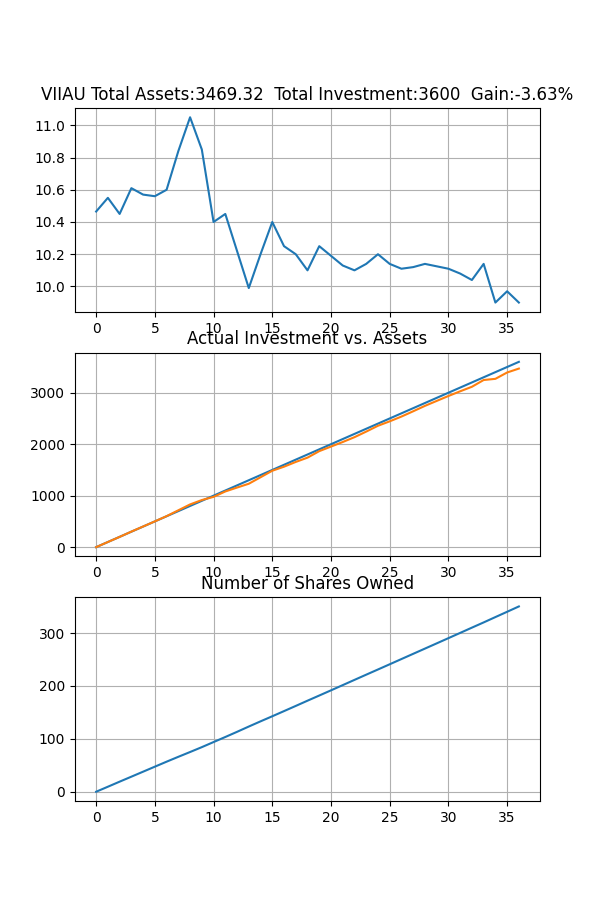 VIIAU Total Assets:3469.32  Total Investment:3600  Gain:-3.63%
11.0
10.8
10.6
10.4
10.2
10.0
0 5 10 15 20 25 30 35
Actual Investment vs. Assets
3000
2000
1000
0
0 5 10 15 20 25 30 35
Number of Shares Owned
300
200
100
0
0 5 10 15 20 25 30 35